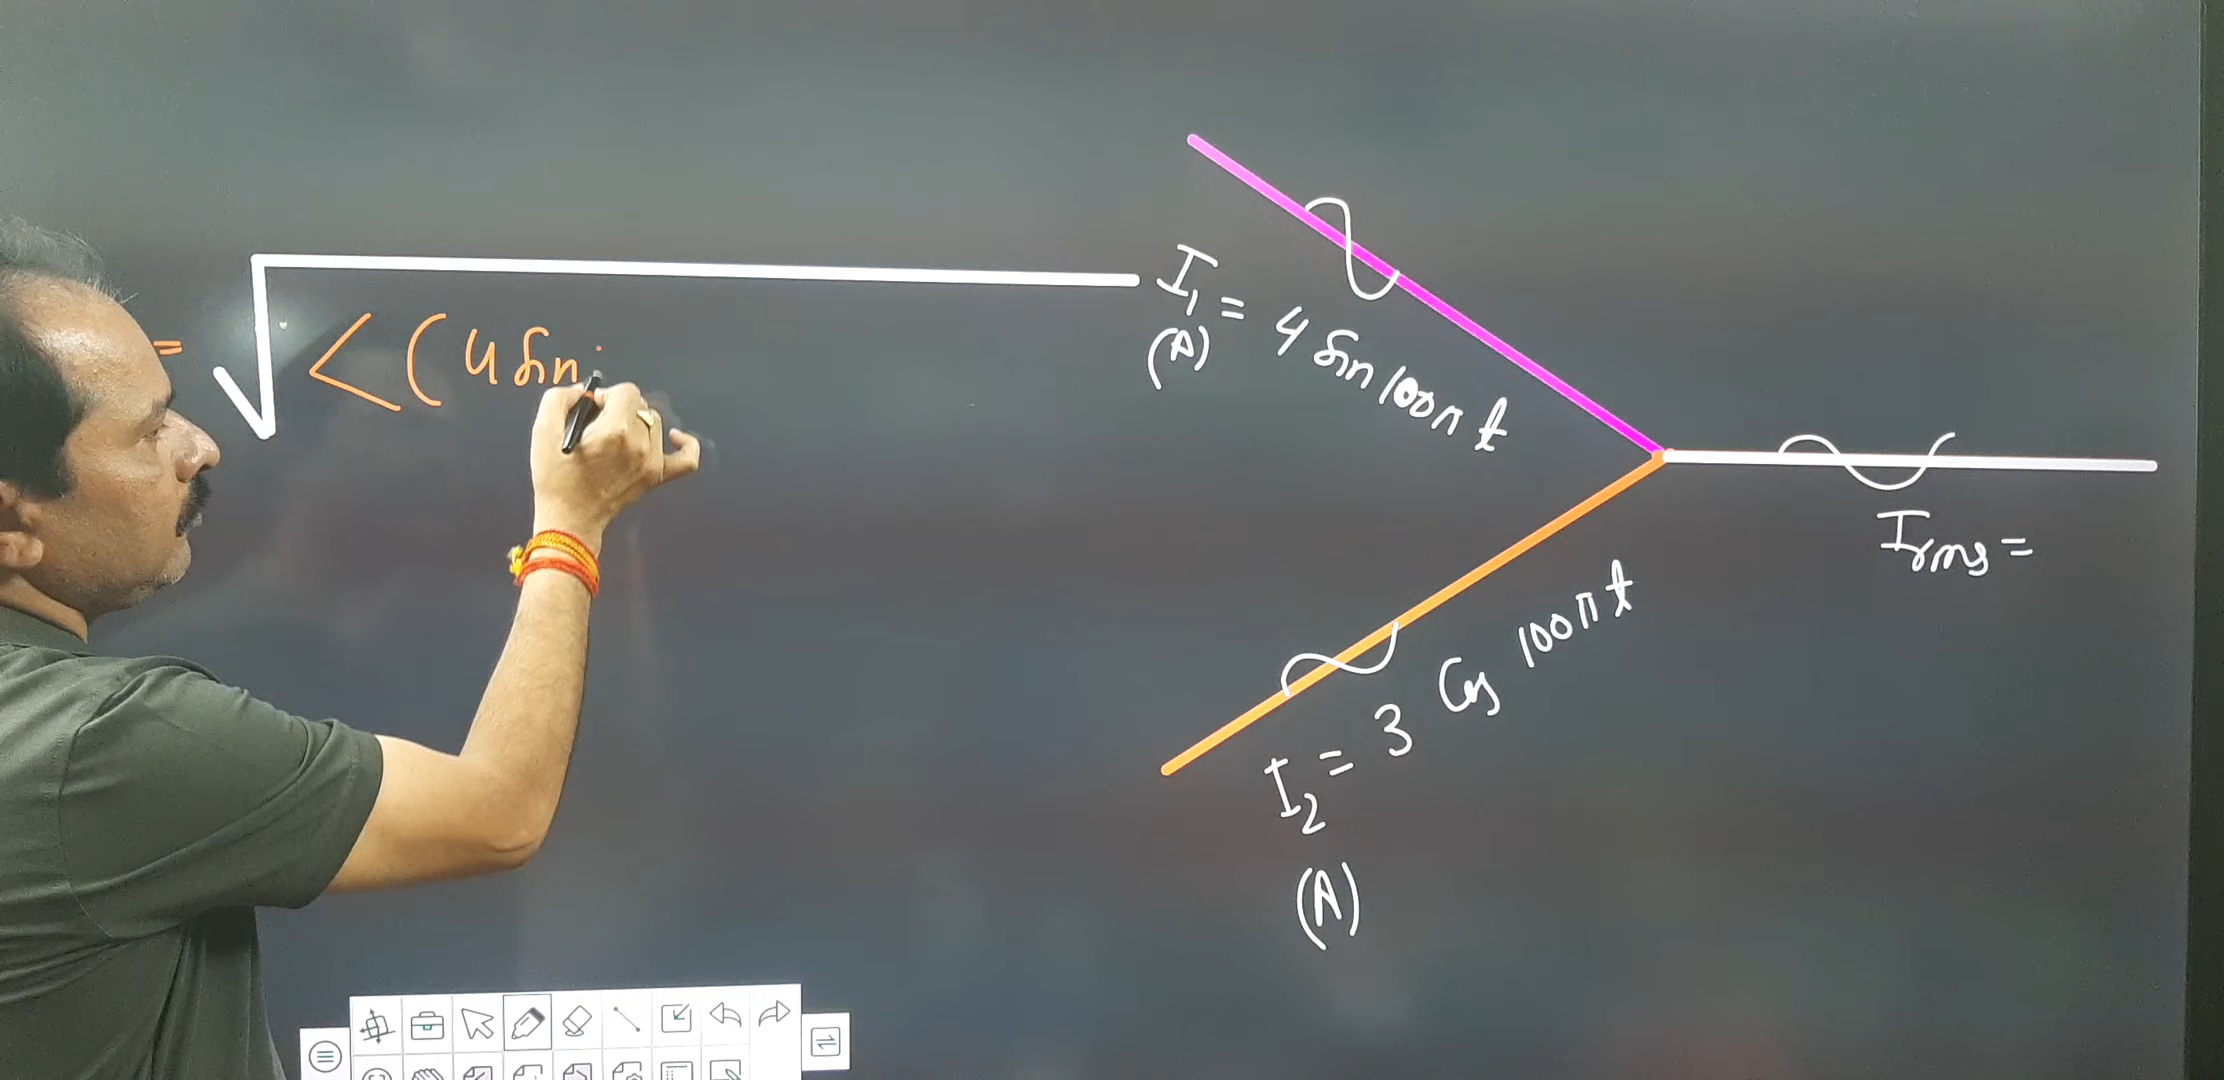 = √ < ( 4 sin
I₁ = 4 sin 100π t
(A)
I₂ = 3 Cos 100π t
(A)
Irms =